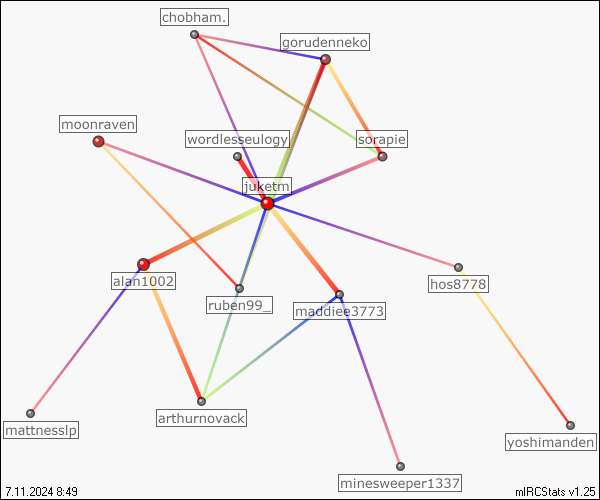 chobham.
gorudenneko
moonraven
wordlesseulogy
sorapie
juketm
alan1002
hos8778
ruben99_
maddiee3773
arthurnovack
mattnesslp
yoshimanden
minesweeper1337
7.11.2024 8:49
mIRCStats v1.25